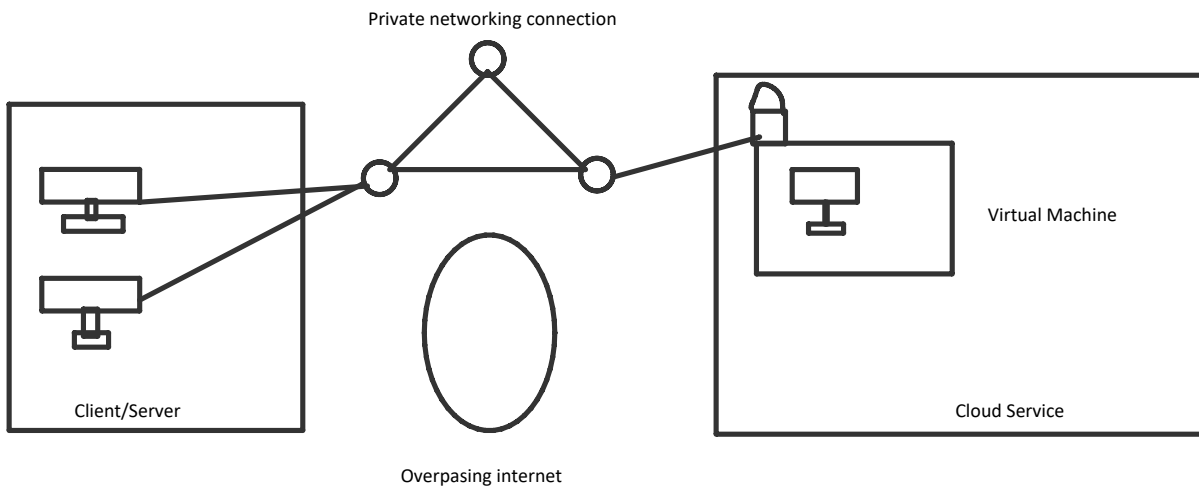 Private networking connection
Virtual Machine
Client/Server
Cloud Service
Overpasing internet